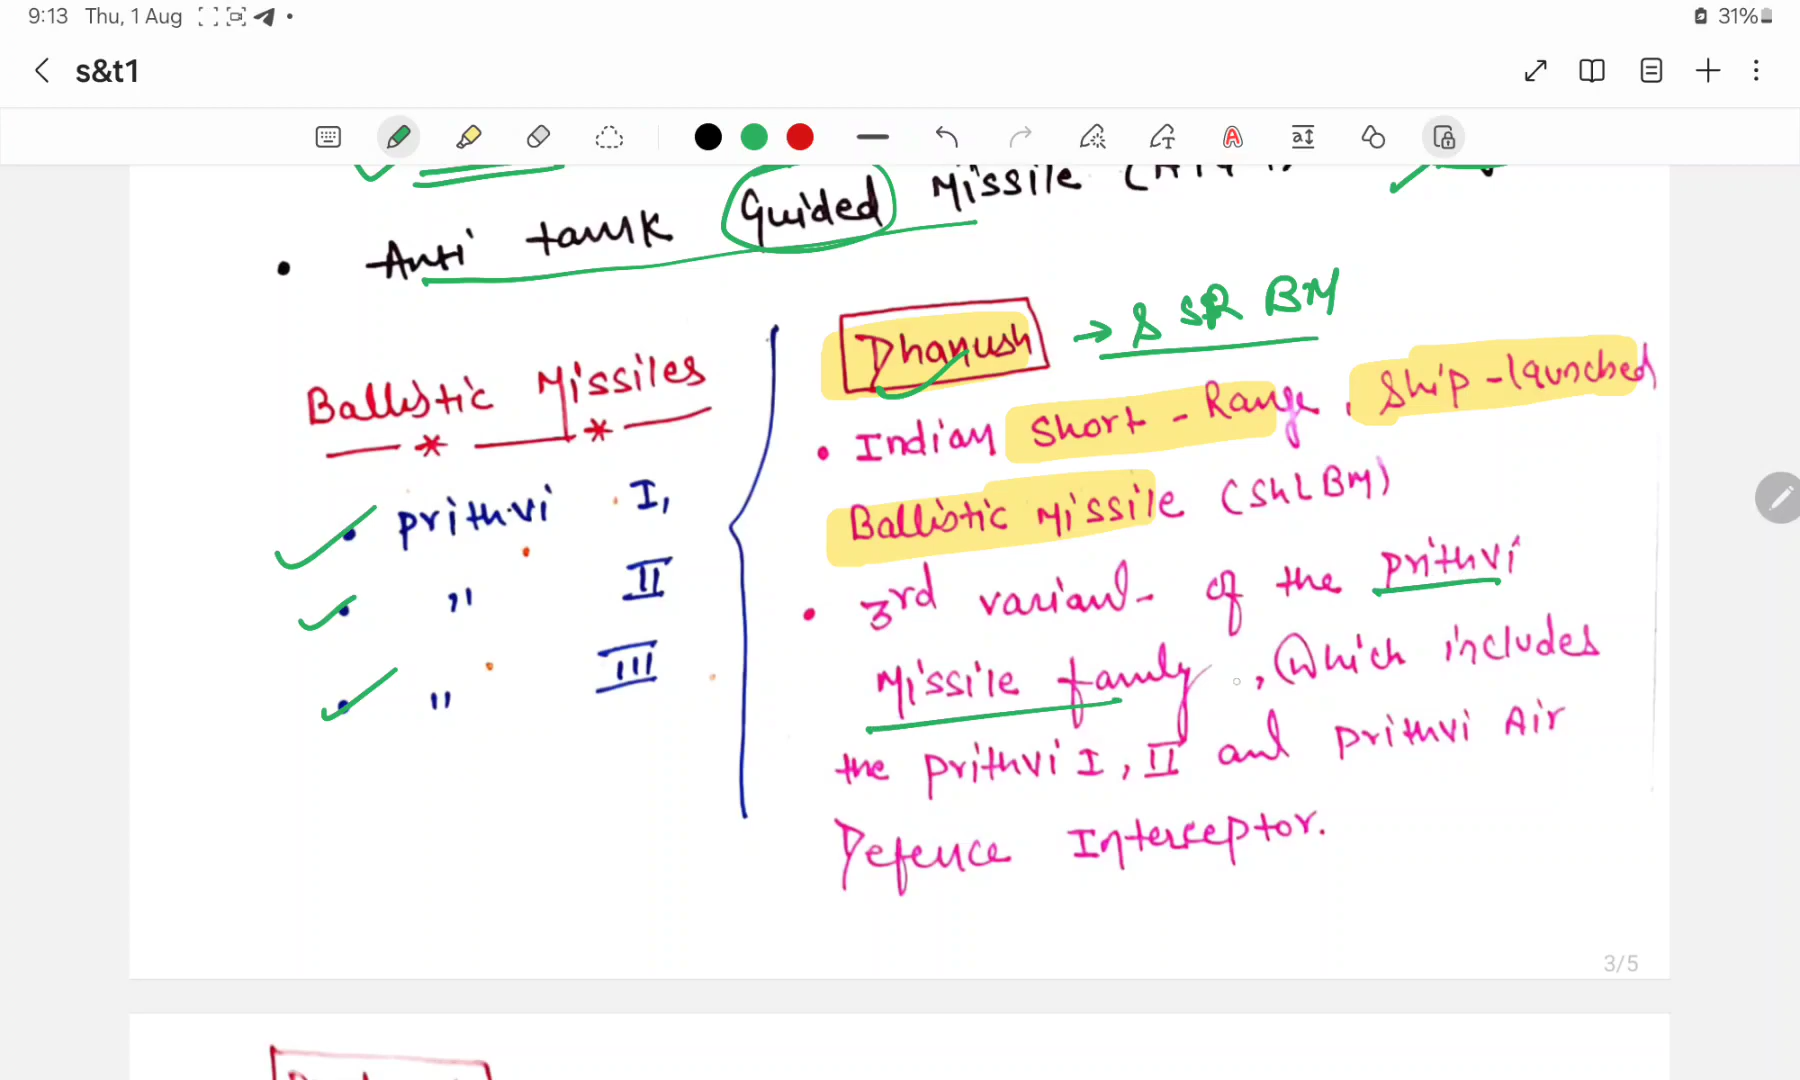 9:13 Thu, 1 Aug
31%
s&t1
Missile
• Anti tank Guided
Ballistic Missiles
• prithvi I,
• " II
• " III
Dhanush → S SR BM
• Indian Short - Range, Ship - launched
Ballistic Missile (ShLBM)
• 3rd variant of the prithvi
Missile family, which includes
the prithvi I, II and prithvi Air
Defence Interceptor.
3/5